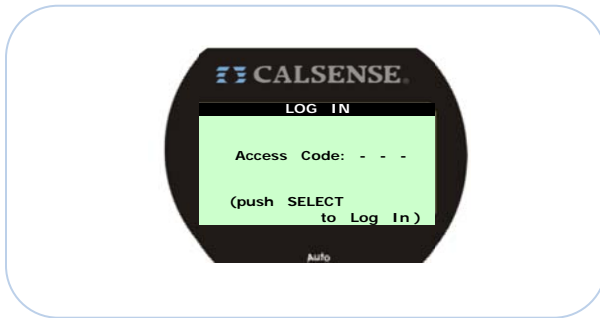 CALSENSE.
LOG IN
Access Code: - - -
(push SELECT
to Log In)
Auto